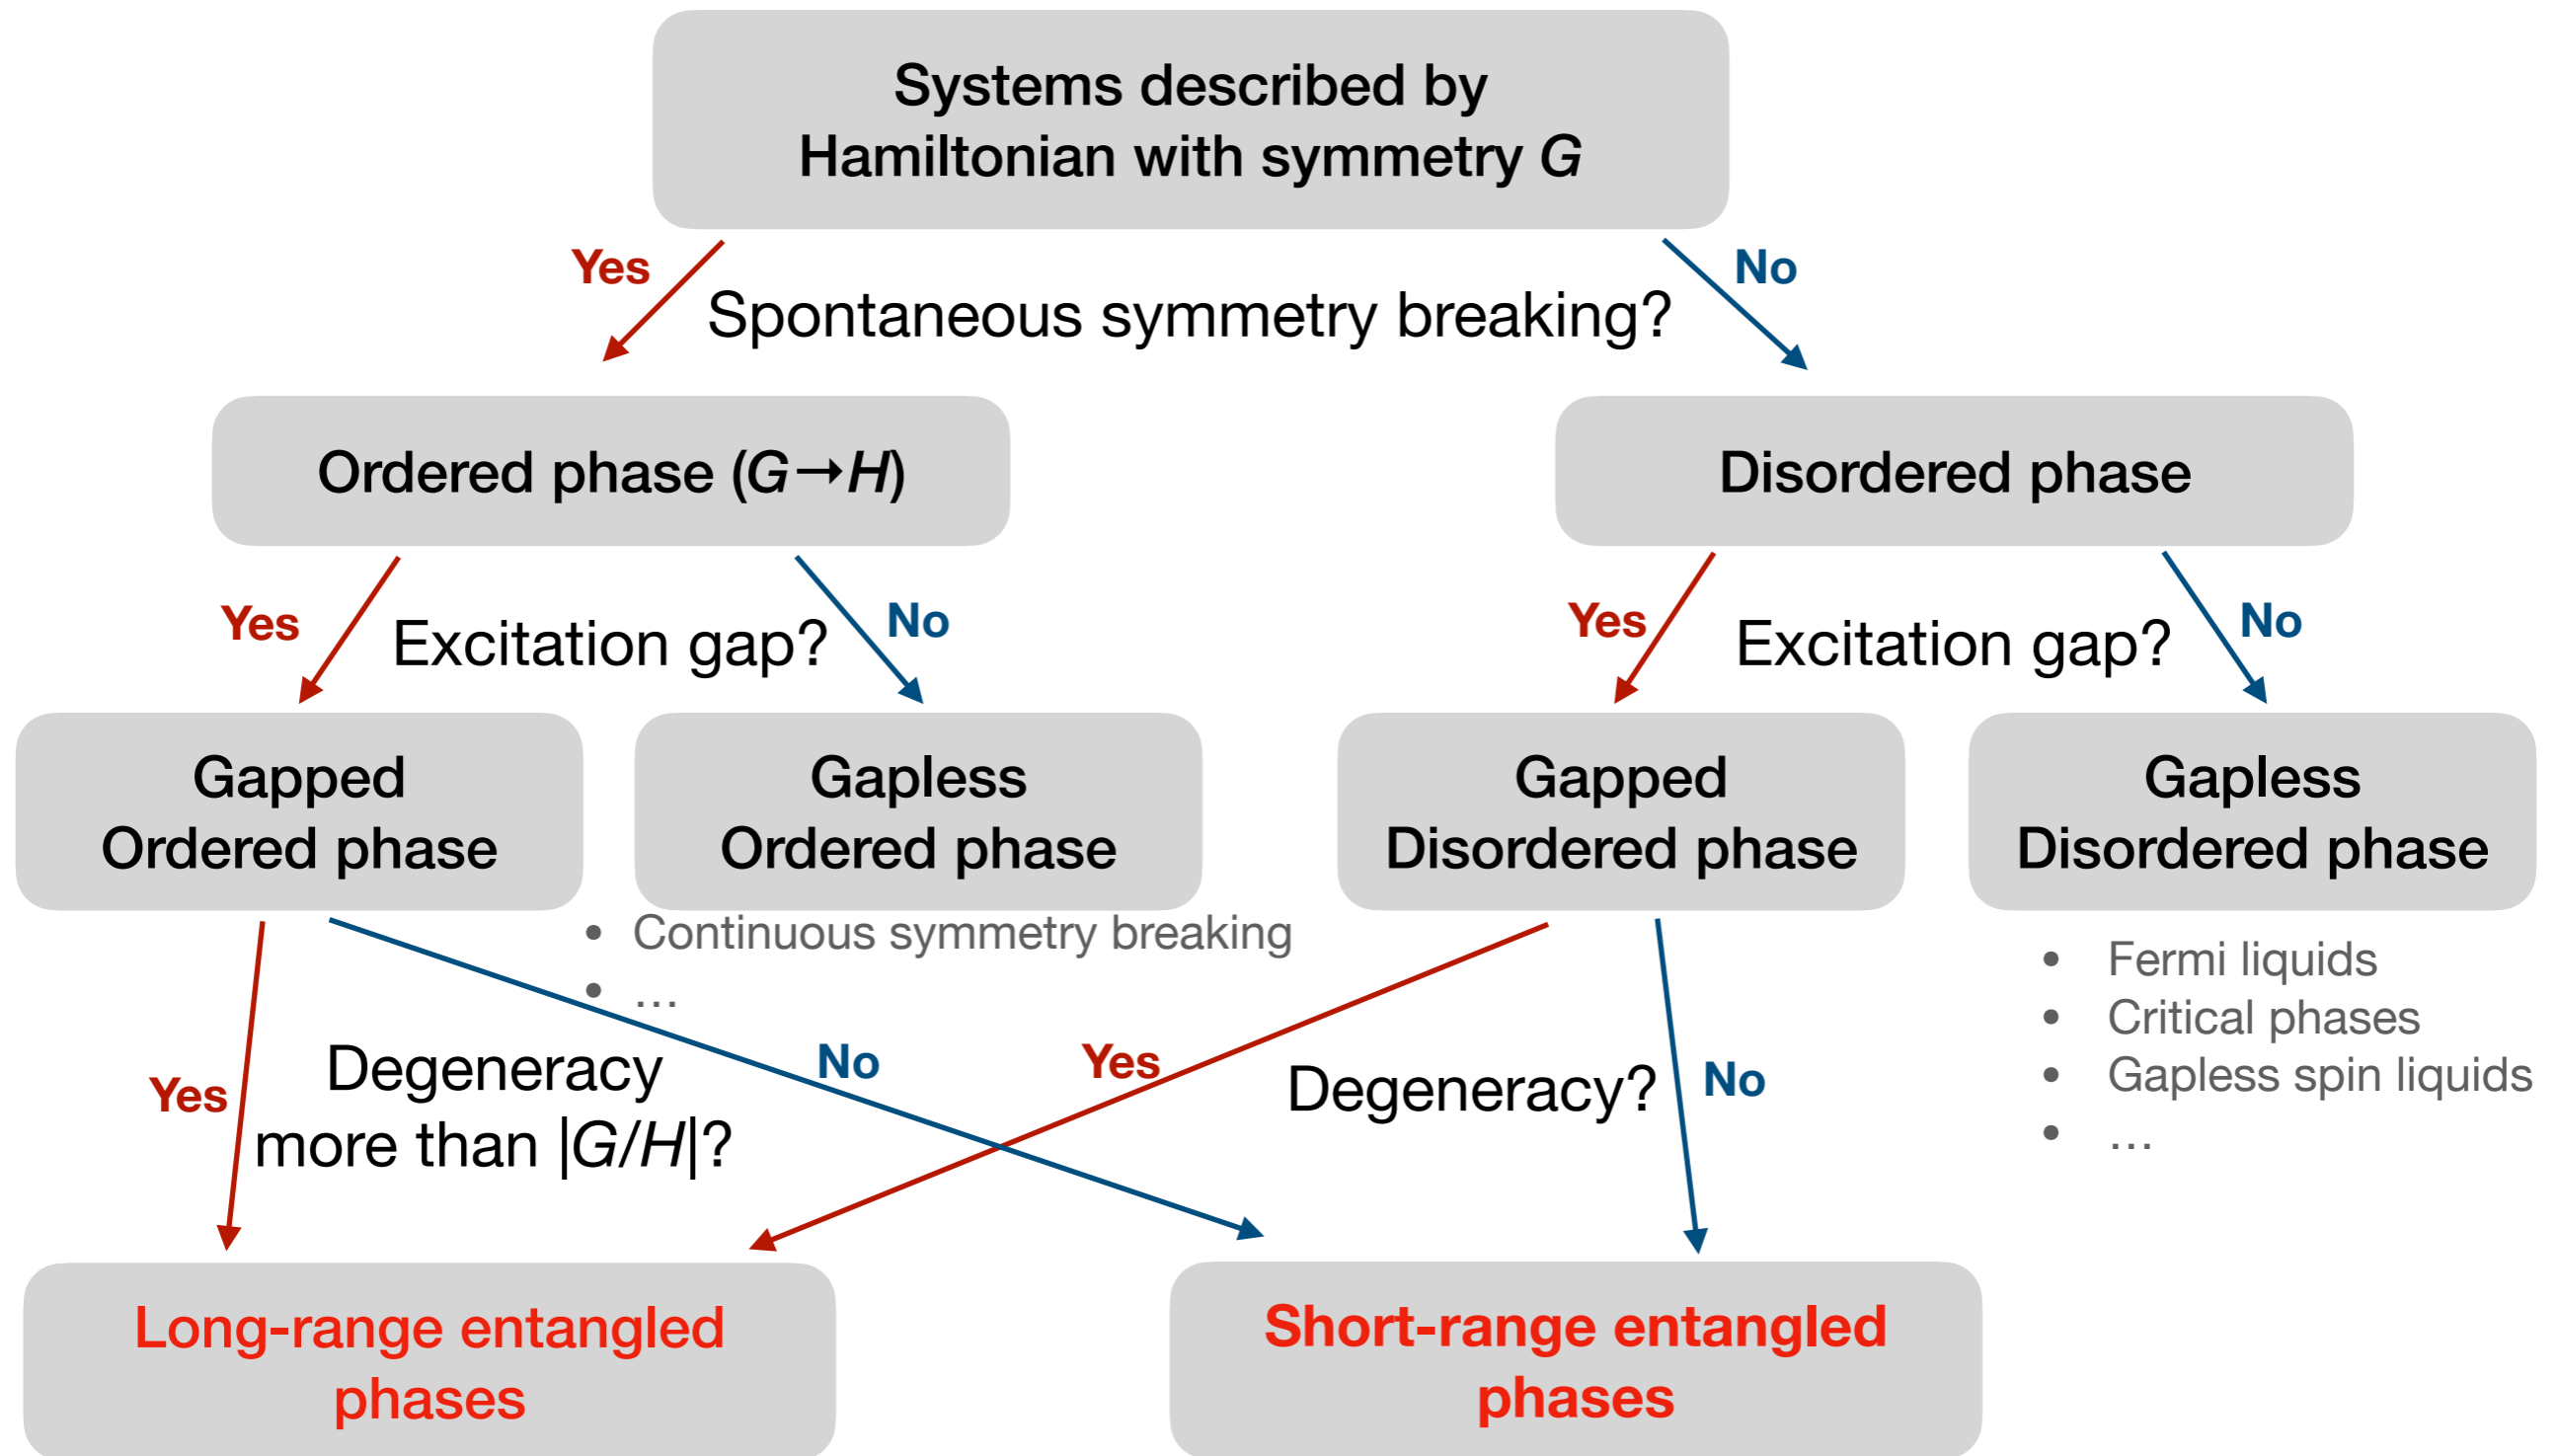 Systems described by
Hamiltonian with symmetry G
Yes
No
Spontaneous symmetry breaking?
Ordered phase (G→H)
Disordered phase
Yes
Excitation gap?
No
Yes
Excitation gap?
No
Gapped
Ordered phase
Gapless
Ordered phase
Gapped
Disordered phase
Gapless
Disordered phase
• Continuous symmetry breaking
• ...
• Fermi liquids
• Critical phases
• Gapless spin liquids
• ...
Yes
Degeneracy
more than |G/H|?
No
Yes
Degeneracy?
No
Long-range entangled
phases
Short-range entangled
phases